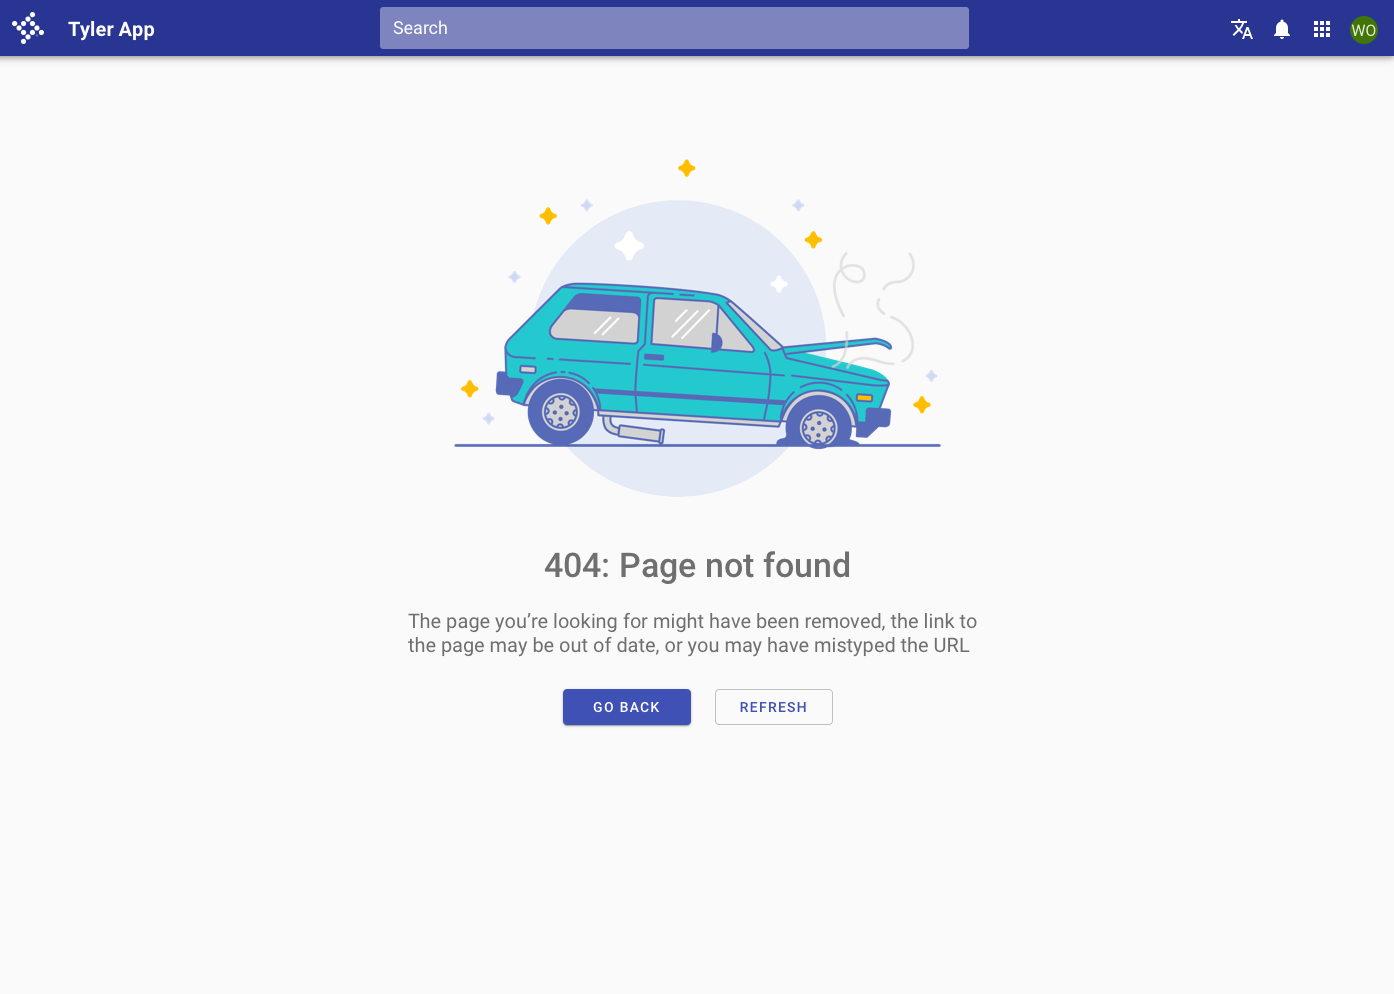 Tyler App
Search
WO
404: Page not found
The page you’re looking for might have been removed, the link to
the page may be out of date, or you may have mistyped the URL
GO BACK
REFRESH